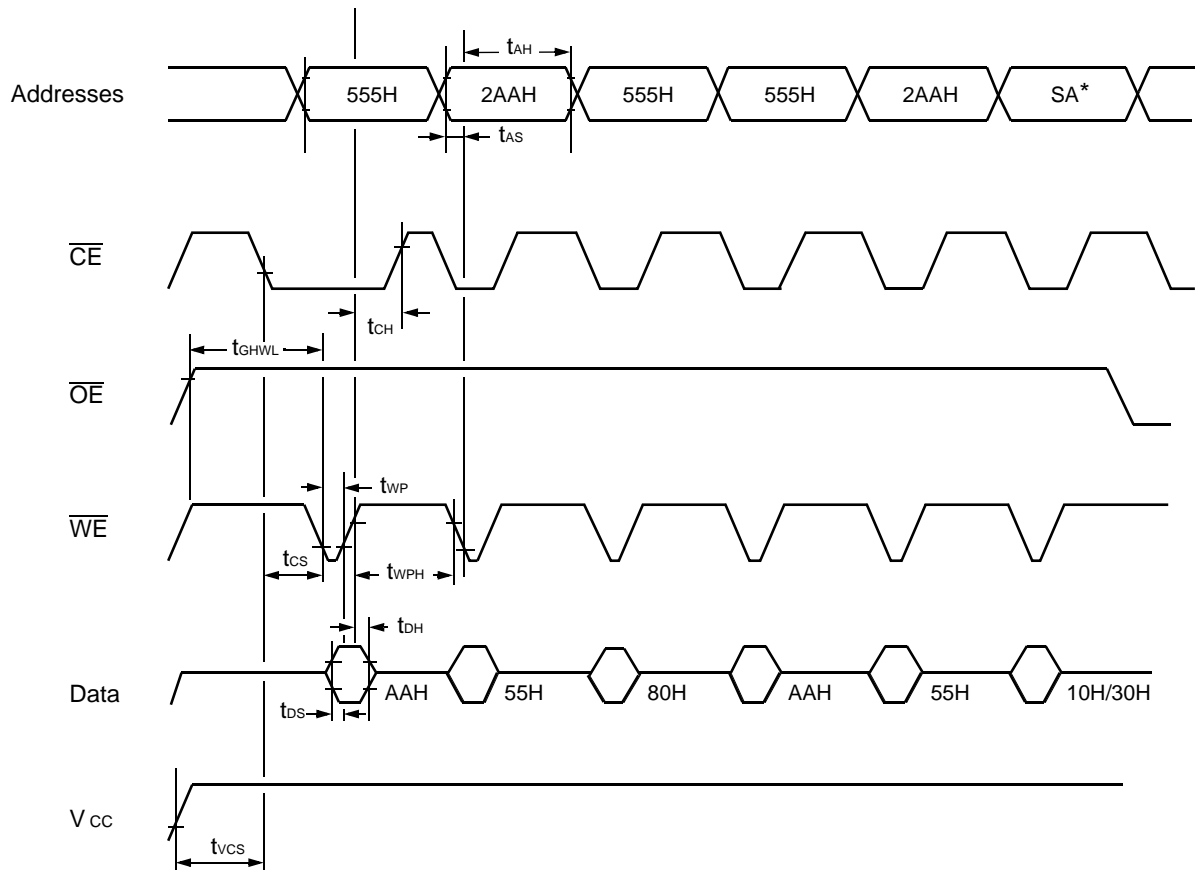 tAH
Addresses 555H 2AAH 555H 555H 2AAH SA*
tAS
CE
tCH
tGHWL
OE
tWP
WE
tCS
tWPH
tDH
Data AAH 55H 80H AAH 55H 10H/30H
tDS
VCC
tVCS